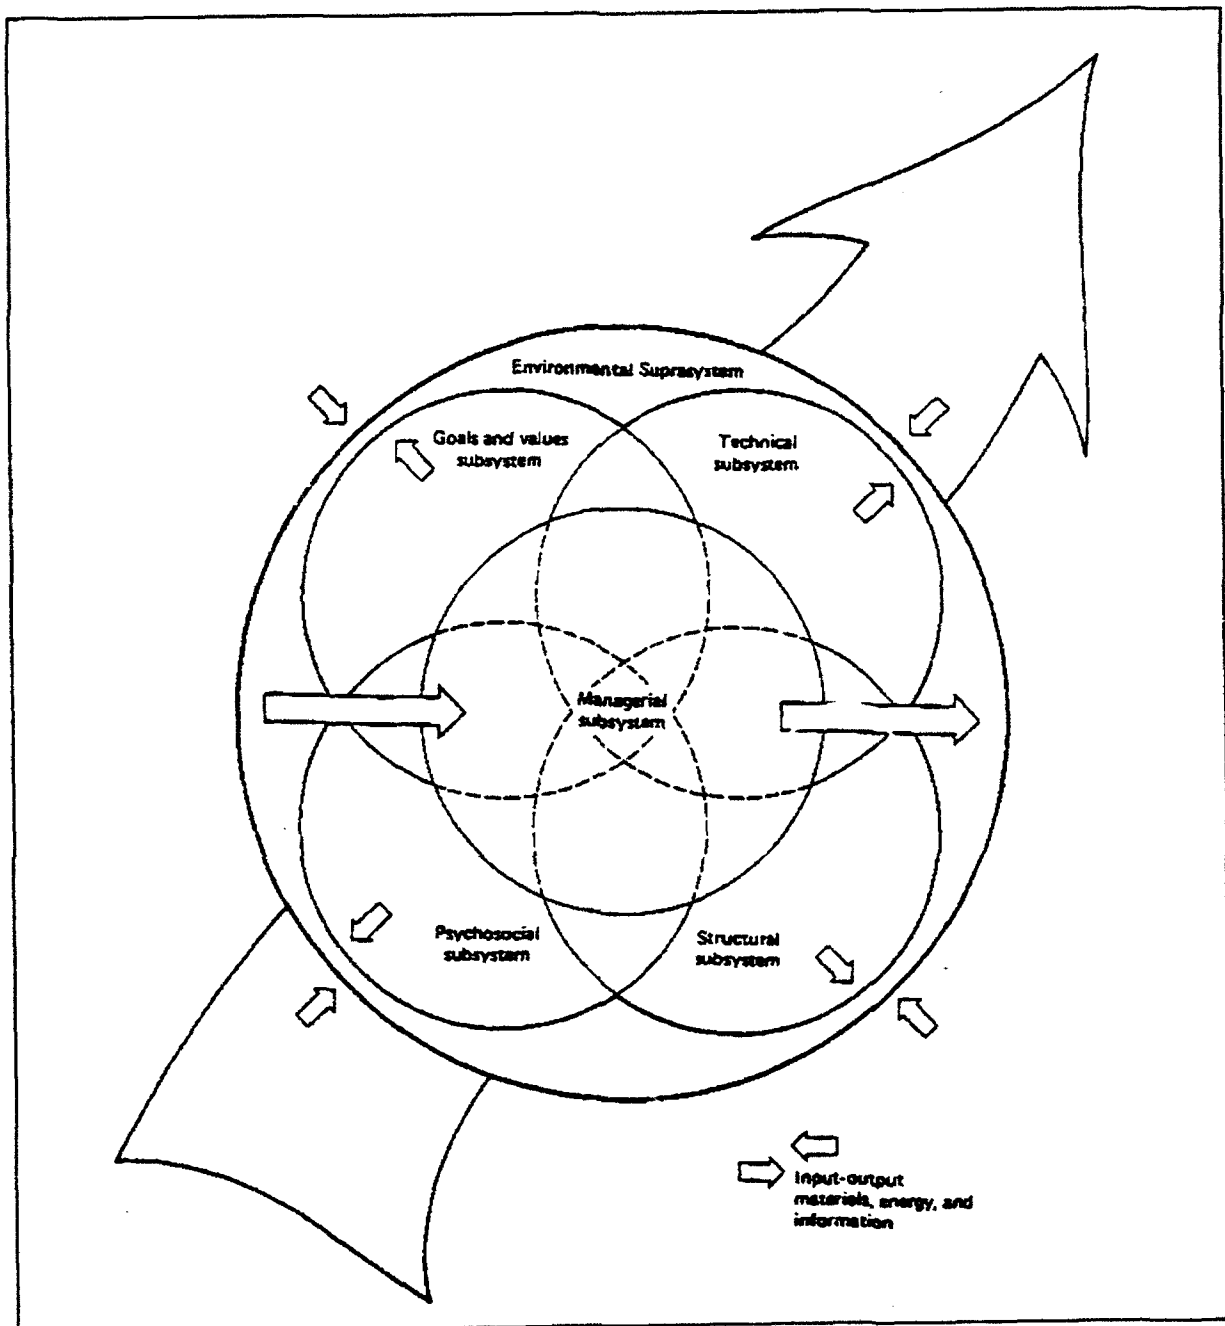 Environmental Suprasystem
Goals and values
subsystem
Technical
subsystem
Managerial
subsystem
Psychosocial
subsystem
Structural
subsystem
Input-output
materials, energy, and
information